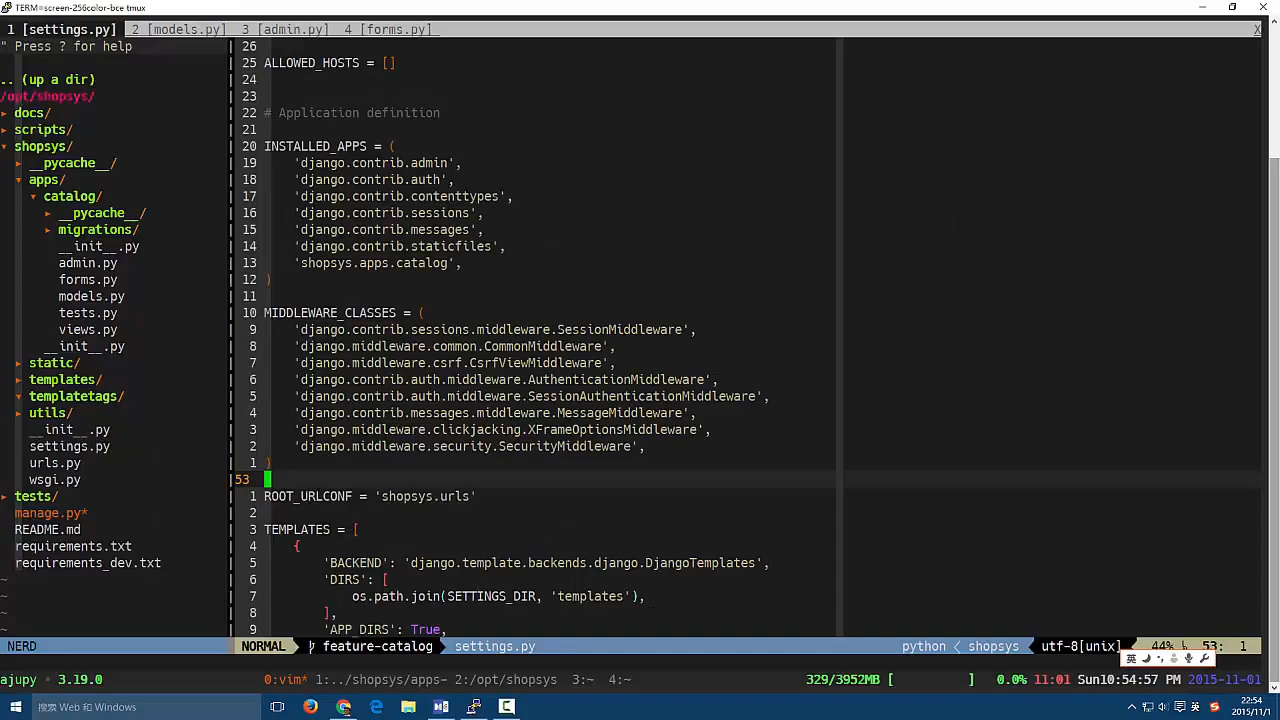 TERM=screen-256color-bce tmux
1 [settings.py] 2 [models.py] 3 [admin.py] 4 [forms.py] X
" Press ? for help
.. (up a dir)
/opt/shopsys/
▸ docs/
▸ scripts/
▾ shopsys/
▸ __pycache__/
▾ apps/
▾ catalog/
▸ __pycache__/
▸ migrations/
__init__.py
admin.py
forms.py
models.py
tests.py
views.py
__init__.py
▸ static/
▸ templates/
▾ templatetags/
▸ utils/
__init__.py
settings.py
urls.py
wsgi.py
▸ tests/
manage.py*
README.md
requirements.txt
requirements_dev.txt
~
~
~
~
26
25 ALLOWED_HOSTS = []
24
23
22 # Application definition
21
20 INSTALLED_APPS = (
19 'django.contrib.admin',
18 'django.contrib.auth',
17 'django.contrib.contenttypes',
16 'django.contrib.sessions',
15 'django.contrib.messages',
14 'django.contrib.staticfiles',
13 'shopsys.apps.catalog',
12 )
11
10 MIDDLEWARE_CLASSES = (
9 'django.contrib.sessions.middleware.SessionMiddleware',
8 'django.middleware.common.CommonMiddleware',
7 'django.middleware.csrf.CsrfViewMiddleware',
6 'django.contrib.auth.middleware.AuthenticationMiddleware',
5 'django.contrib.auth.middleware.SessionAuthenticationMiddleware',
4 'django.contrib.messages.middleware.MessageMiddleware',
3 'django.middleware.clickjacking.XFrameOptionsMiddleware',
2 'django.middleware.security.SecurityMiddleware',
1 )
53
1 ROOT_URLCONF = 'shopsys.urls'
2
3 TEMPLATES = [
4 {
5 'BACKEND': 'django.template.backends.django.DjangoTemplates',
6 'DIRS': [
7 os.path.join(SETTINGS_DIR, 'templates'),
8 ],
9 'APP_DIRS': True,
NERD NORMAL feature-catalog settings.py python < shopsys utf-8[unix] 44% 53: 1
英
ajupy · 3.19.0 0:vim* 1:../shopsys/apps- 2:/opt/shopsys 3:~ 4:~ 329/3952MB [ ] 0.0% 11:01 Sun10:54:57 PM 2015-11-01
搜索 Web 和 Windows
英
22:54
2015/11/1